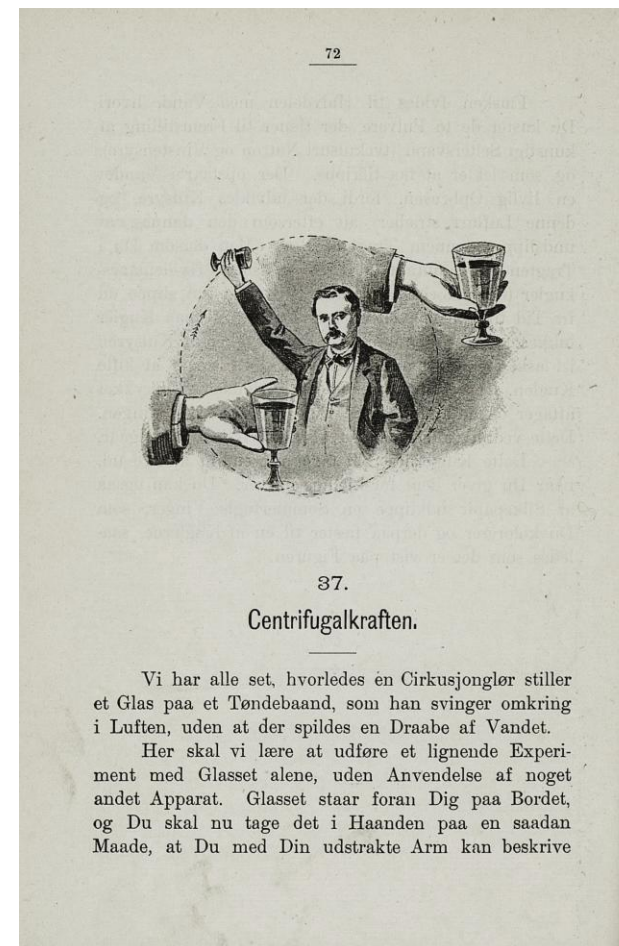 72
37.
Centrifugalkraften.
Vi har alle set, hvorledes en Cirkusjonglør stiller
et Glas paa et Tøndebaand, som han svinger omkring
i Luften, uden at der spildes en Draabe af Vandet.
Her skal vi lære at udføre et lignende Experi-
ment med Glasset alene, uden Anvendelse af noget
andet Apparat. Glasset staar foran Dig paa Bordet,
og Du skal nu tage det i Haanden paa en saadan
Maade, at Du med Din udstrakte Arm kan beskrive